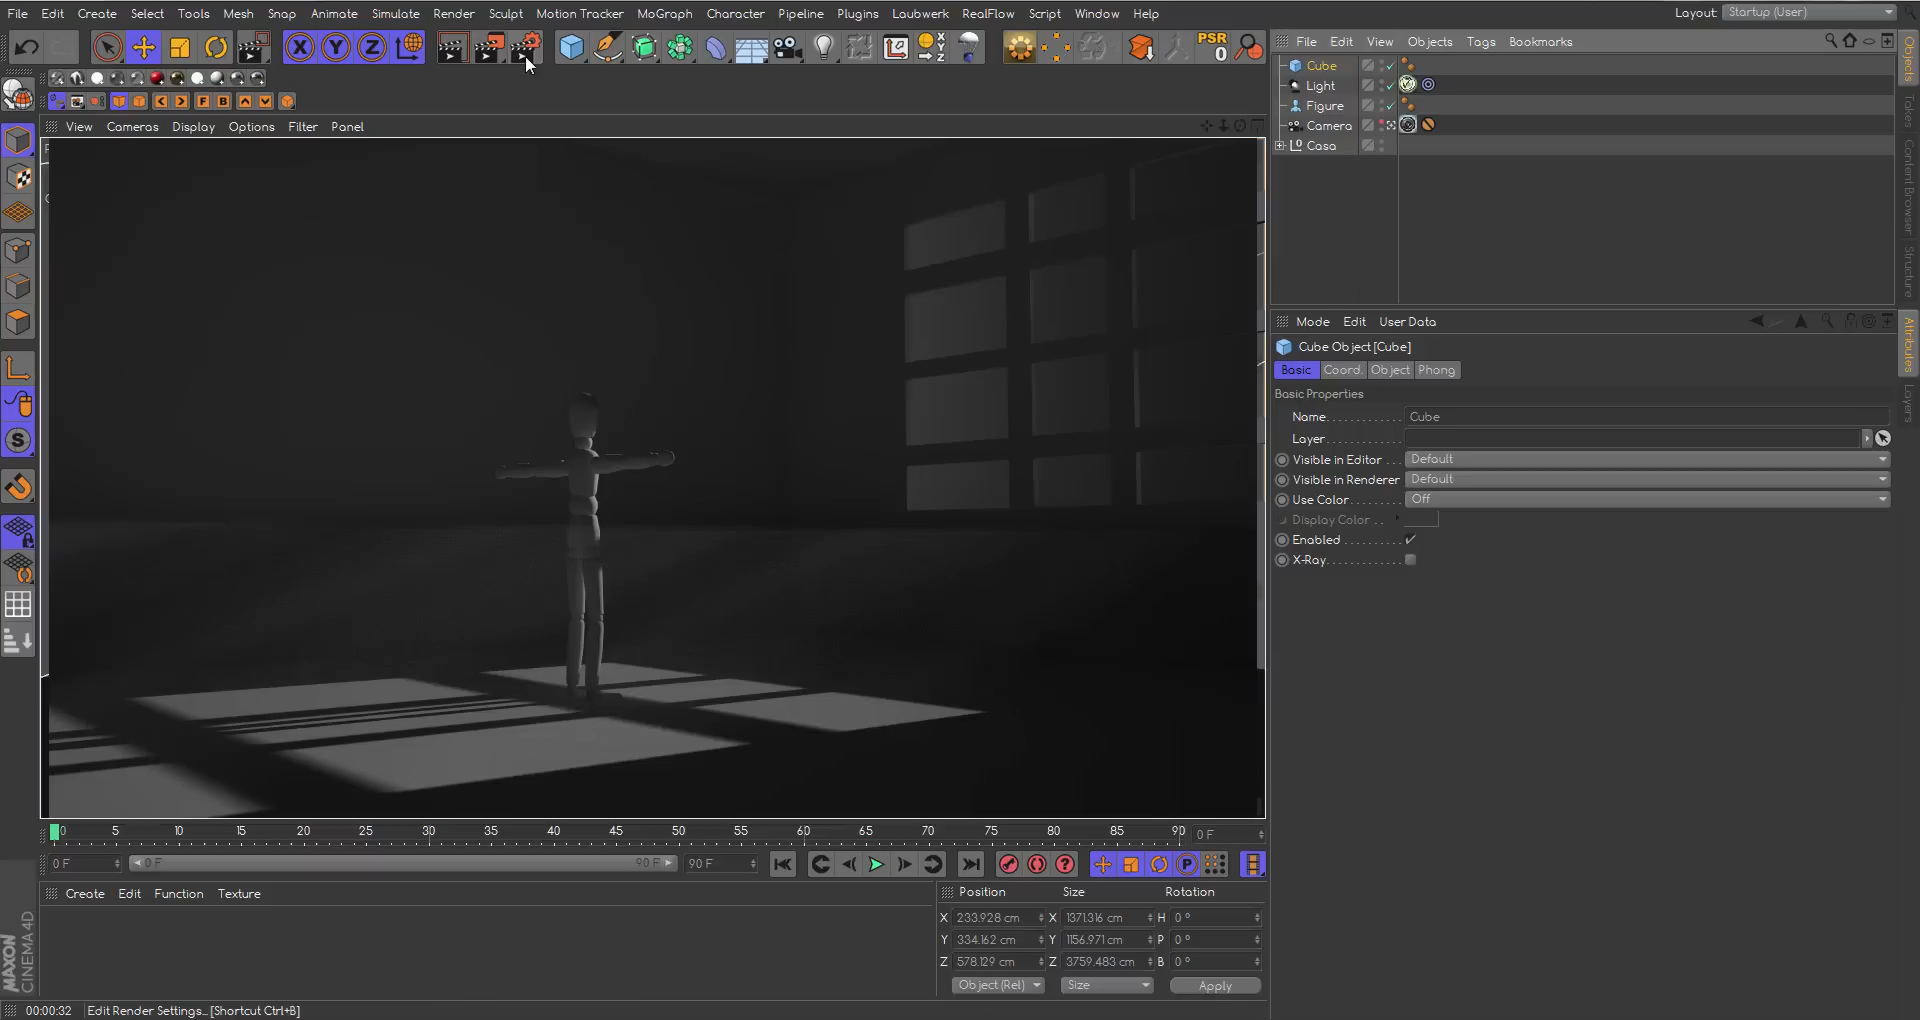 File Edit Create Select Tools Mesh Snap Animate Simulate Render Sculpt Motion Tracker MoGraph Character Pipeline Plugins Laubwerk RealFlow Script Window Help
Layout: Startup (User)
X Y Z
PSR
0
File Edit View Objects Tags Bookmarks
F B
View Cameras Display Options Filter Panel
Cube
Light
Figure
Camera
Casa
Objects
Takes
Content Browser
Structure
Attributes
Layers
Mode Edit User Data
Cube Object [Cube]
Basic Coord. Object Phong
Basic Properties
Name Cube
Layer
Visible in Editor Default
Visible in Renderer Default
Use Color Off
Display Color
Enabled
X-Ray
S
0 5 10 15 20 25 30 35 40 45 50 55 60 65 70 75 80 85 90 0 F
0 F 0 F 90 F 90 F
P
Create Edit Function Texture
Position Size Rotation
X 233.928 cm X 1371.316 cm H 0 °
Y 334.162 cm Y 1156.971 cm P 0 °
Z 578.129 cm Z 3759.483 cm B 0 °
Object (Rel) Size Apply
MAXON
CINEMA 4D
00:00:32 Edit Render Settings... [Shortcut Ctrl+B]